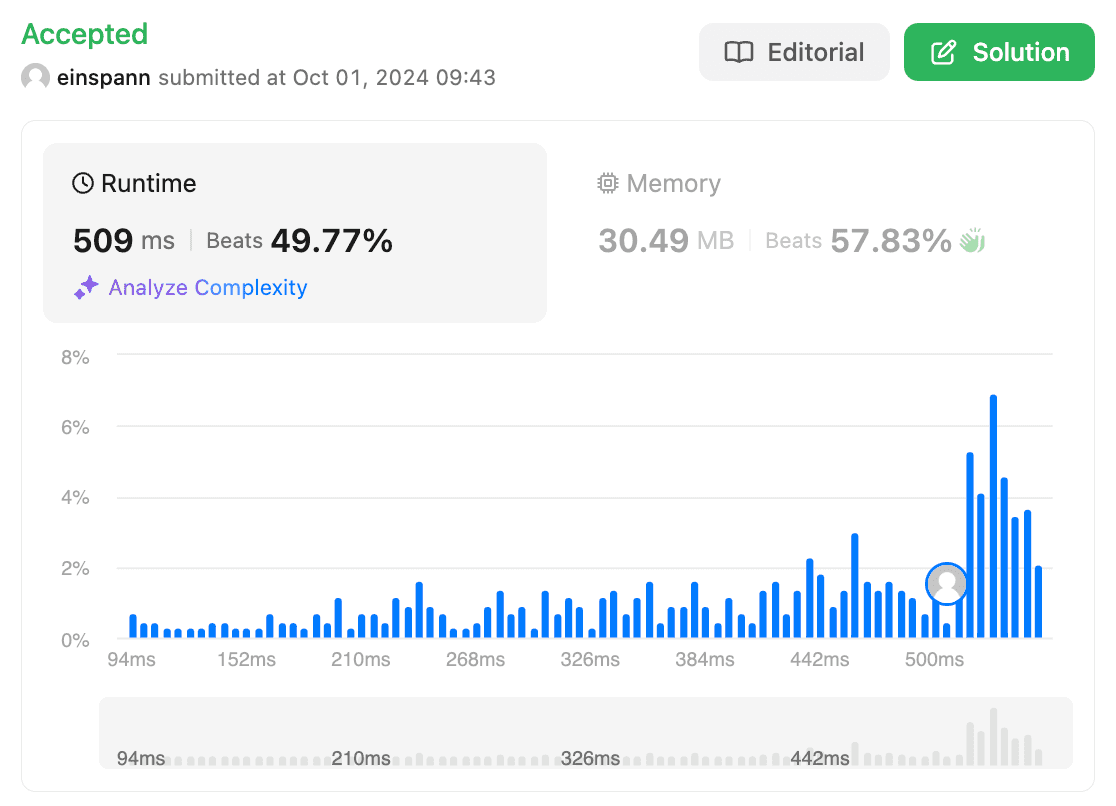 Accepted
einspann submitted at Oct 01, 2024 09:43
Editorial
Solution
Runtime
509 ms | Beats 49.77%
Analyze Complexity
Memory
30.49 MB | Beats 57.83%
8%
6%
4%
2%
0%
94ms 152ms 210ms 268ms 326ms 384ms 442ms 500ms
94ms 210ms 326ms 442ms